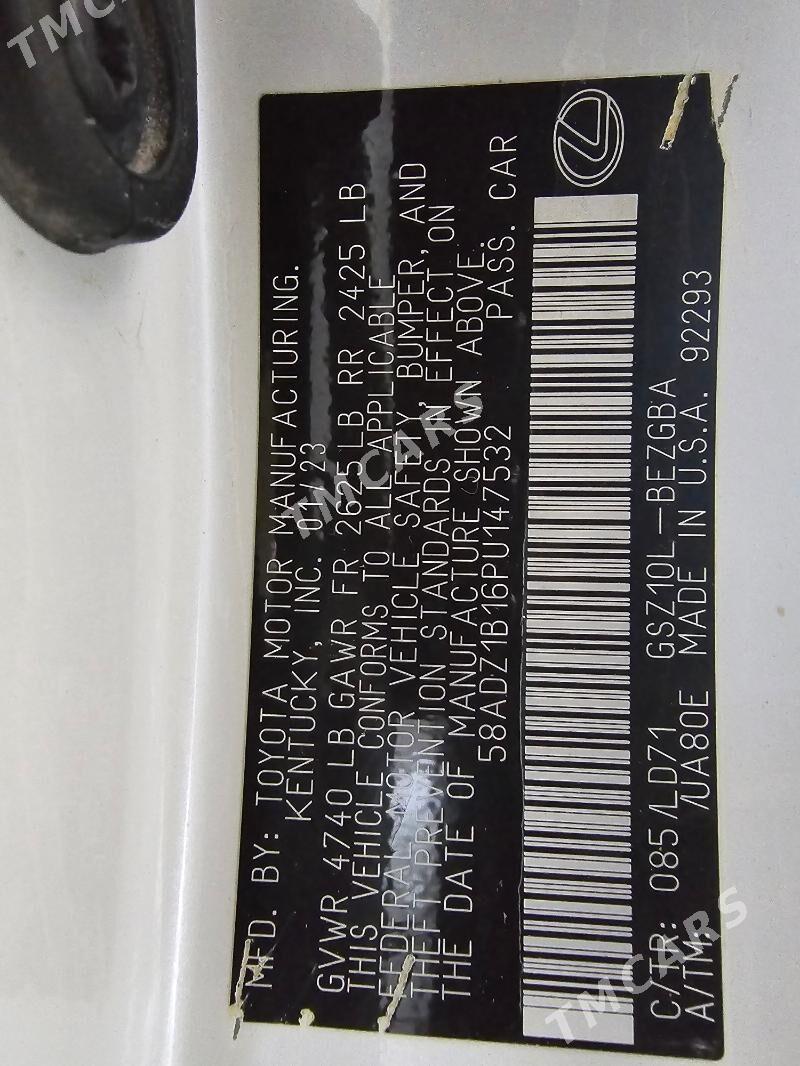 MFD. BY: TOYOTA MOTOR MANUFACTURING.
KENTUCKY, INC. 01/23
GVWR 4740 LB GAWR FR 2625 LB RR 2425 LB
THIS VEHICLE CONFORMS TO ALL APPLICABLE
FEDERAL MOTOR VEHICLE SAFETY, BUMPER, AND
THEFT PREVENTION STANDARDS IN EFFECT ON
THE DATE OF MANUFACTURE SHOWN ABOVE.
58ADZ1B16PU147532 PASS. CAR
C/TR: 085/LD71 GSZ10L-BEZGBA
A/TM: /UA80E MADE IN U.S.A. 92293
TMCARS
TMCARS
TMCARS
TMCARS